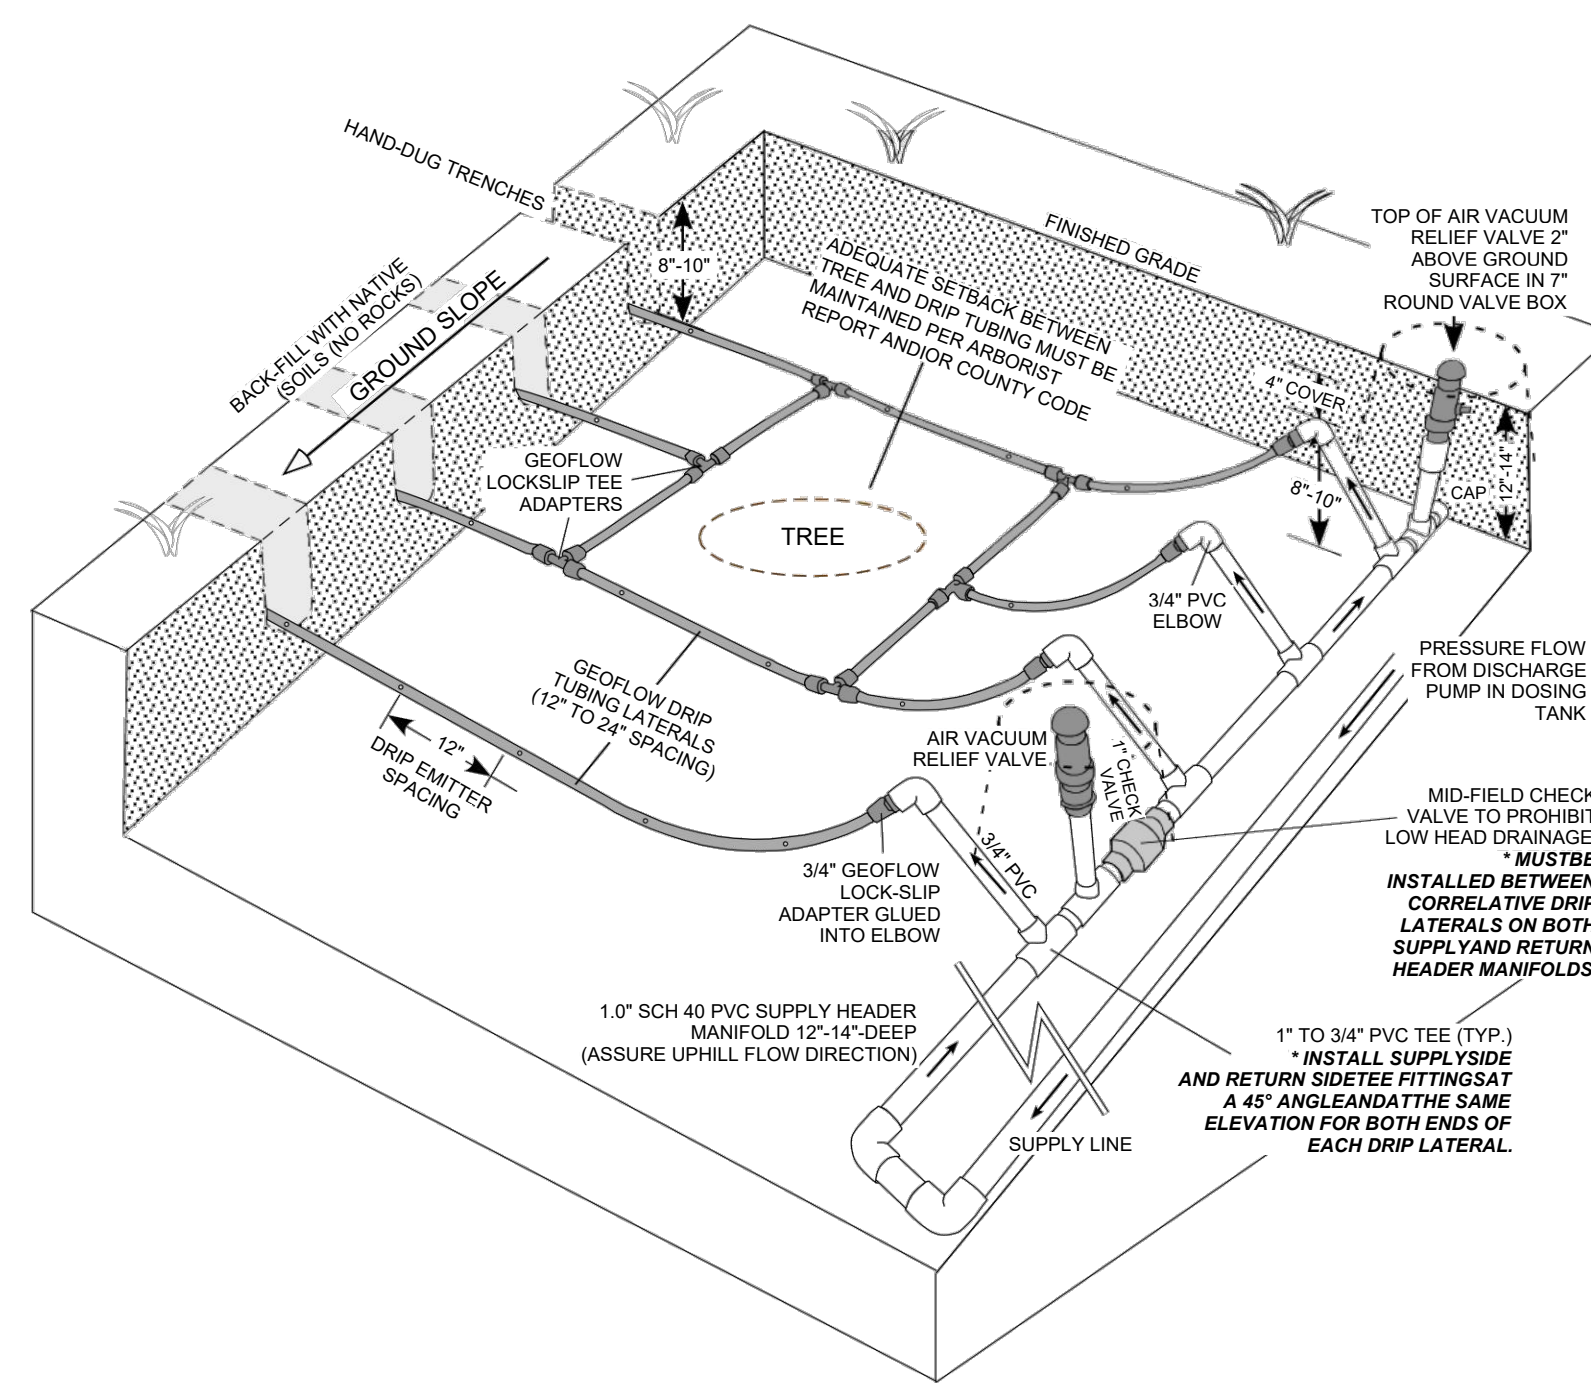 HAND-DUG TRENCHES
FINISHED GRADE
TOP OF AIR VACUUM
RELIEF VALVE 2"
ABOVE GROUND
SURFACE IN 7"
ROUND VALVE BOX
8"-10"
ADEQUATE SETBACK BETWEEN
TREE AND DRIP TUBING MUST BE
MAINTAINED PER ARBORIST
REPORT AND/OR COUNTY CODE
BACK-FILL WITH NATIVE
(SOILS (NO ROCKS)
GROUND SLOPE
4" COVER
8"-10"
CAP
12"-14"
GEOFLOW
LOCKSLIP TEE
ADAPTERS
TREE
3/4" PVC
ELBOW
PRESSURE FLOW
FROM DISCHARGE
PUMP IN DOSING
TANK
GEOFLOW DRIP
TUBING LATERALS
(12" TO 24" SPACING)
12"
DRIP EMITTER
SPACING
AIR VACUUM
RELIEF VALVE
1" CHECK
VALVE
MID-FIELD CHECK
VALVE TO PROHIBIT
LOW HEAD DRAINAGE
* MUSTBE
INSTALLED BETWEEN
CORRELATIVE DRIP
LATERALS ON BOTH
SUPPLYAND RETURN
HEADER MANIFOLDS
3/4" PVC
3/4" GEOFLOW
LOCK-SLIP
ADAPTER GLUED
INTO ELBOW
1.0" SCH 40 PVC SUPPLY HEADER
MANIFOLD 12"-14"-DEEP
(ASSURE UPHILL FLOW DIRECTION)
1" TO 3/4" PVC TEE (TYP.)
* INSTALL SUPPLYSIDE
AND RETURN SIDETEE FITTINGSAT
A 45° ANGLEANDATTHE SAME
ELEVATION FOR BOTH ENDS OF
EACH DRIP LATERAL.
SUPPLY LINE